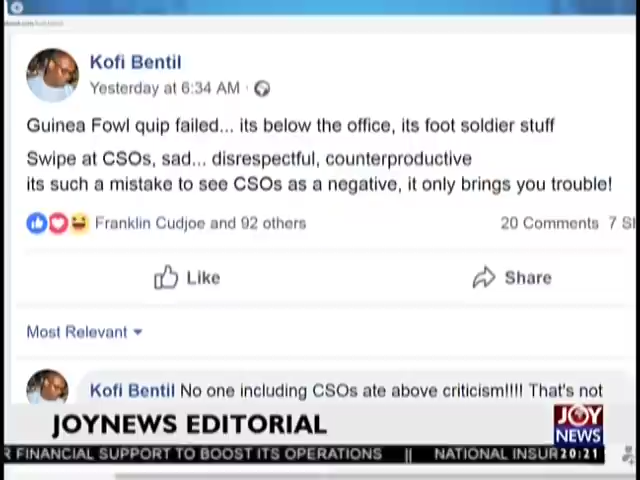 Kofi Bentil
Yesterday at 6:34 AM ·
Guinea Fowl quip failed... its below the office, its foot soldier stuff
Swipe at CSOs, sad... disrespectful, counterproductive
its such a mistake to see CSOs as a negative, it only brings you trouble!
Franklin Cudjoe and 92 others
20 Comments 7
Like
Share
Most Relevant
Kofi Bentil No one including CSOs ate above criticism!!!! That's not
JOYNEWS EDITORIAL
JOY
NEWS
FINANCIAL SUPPORT TO BOOST ITS OPERATIONS || NATIONAL INSUR
20:21